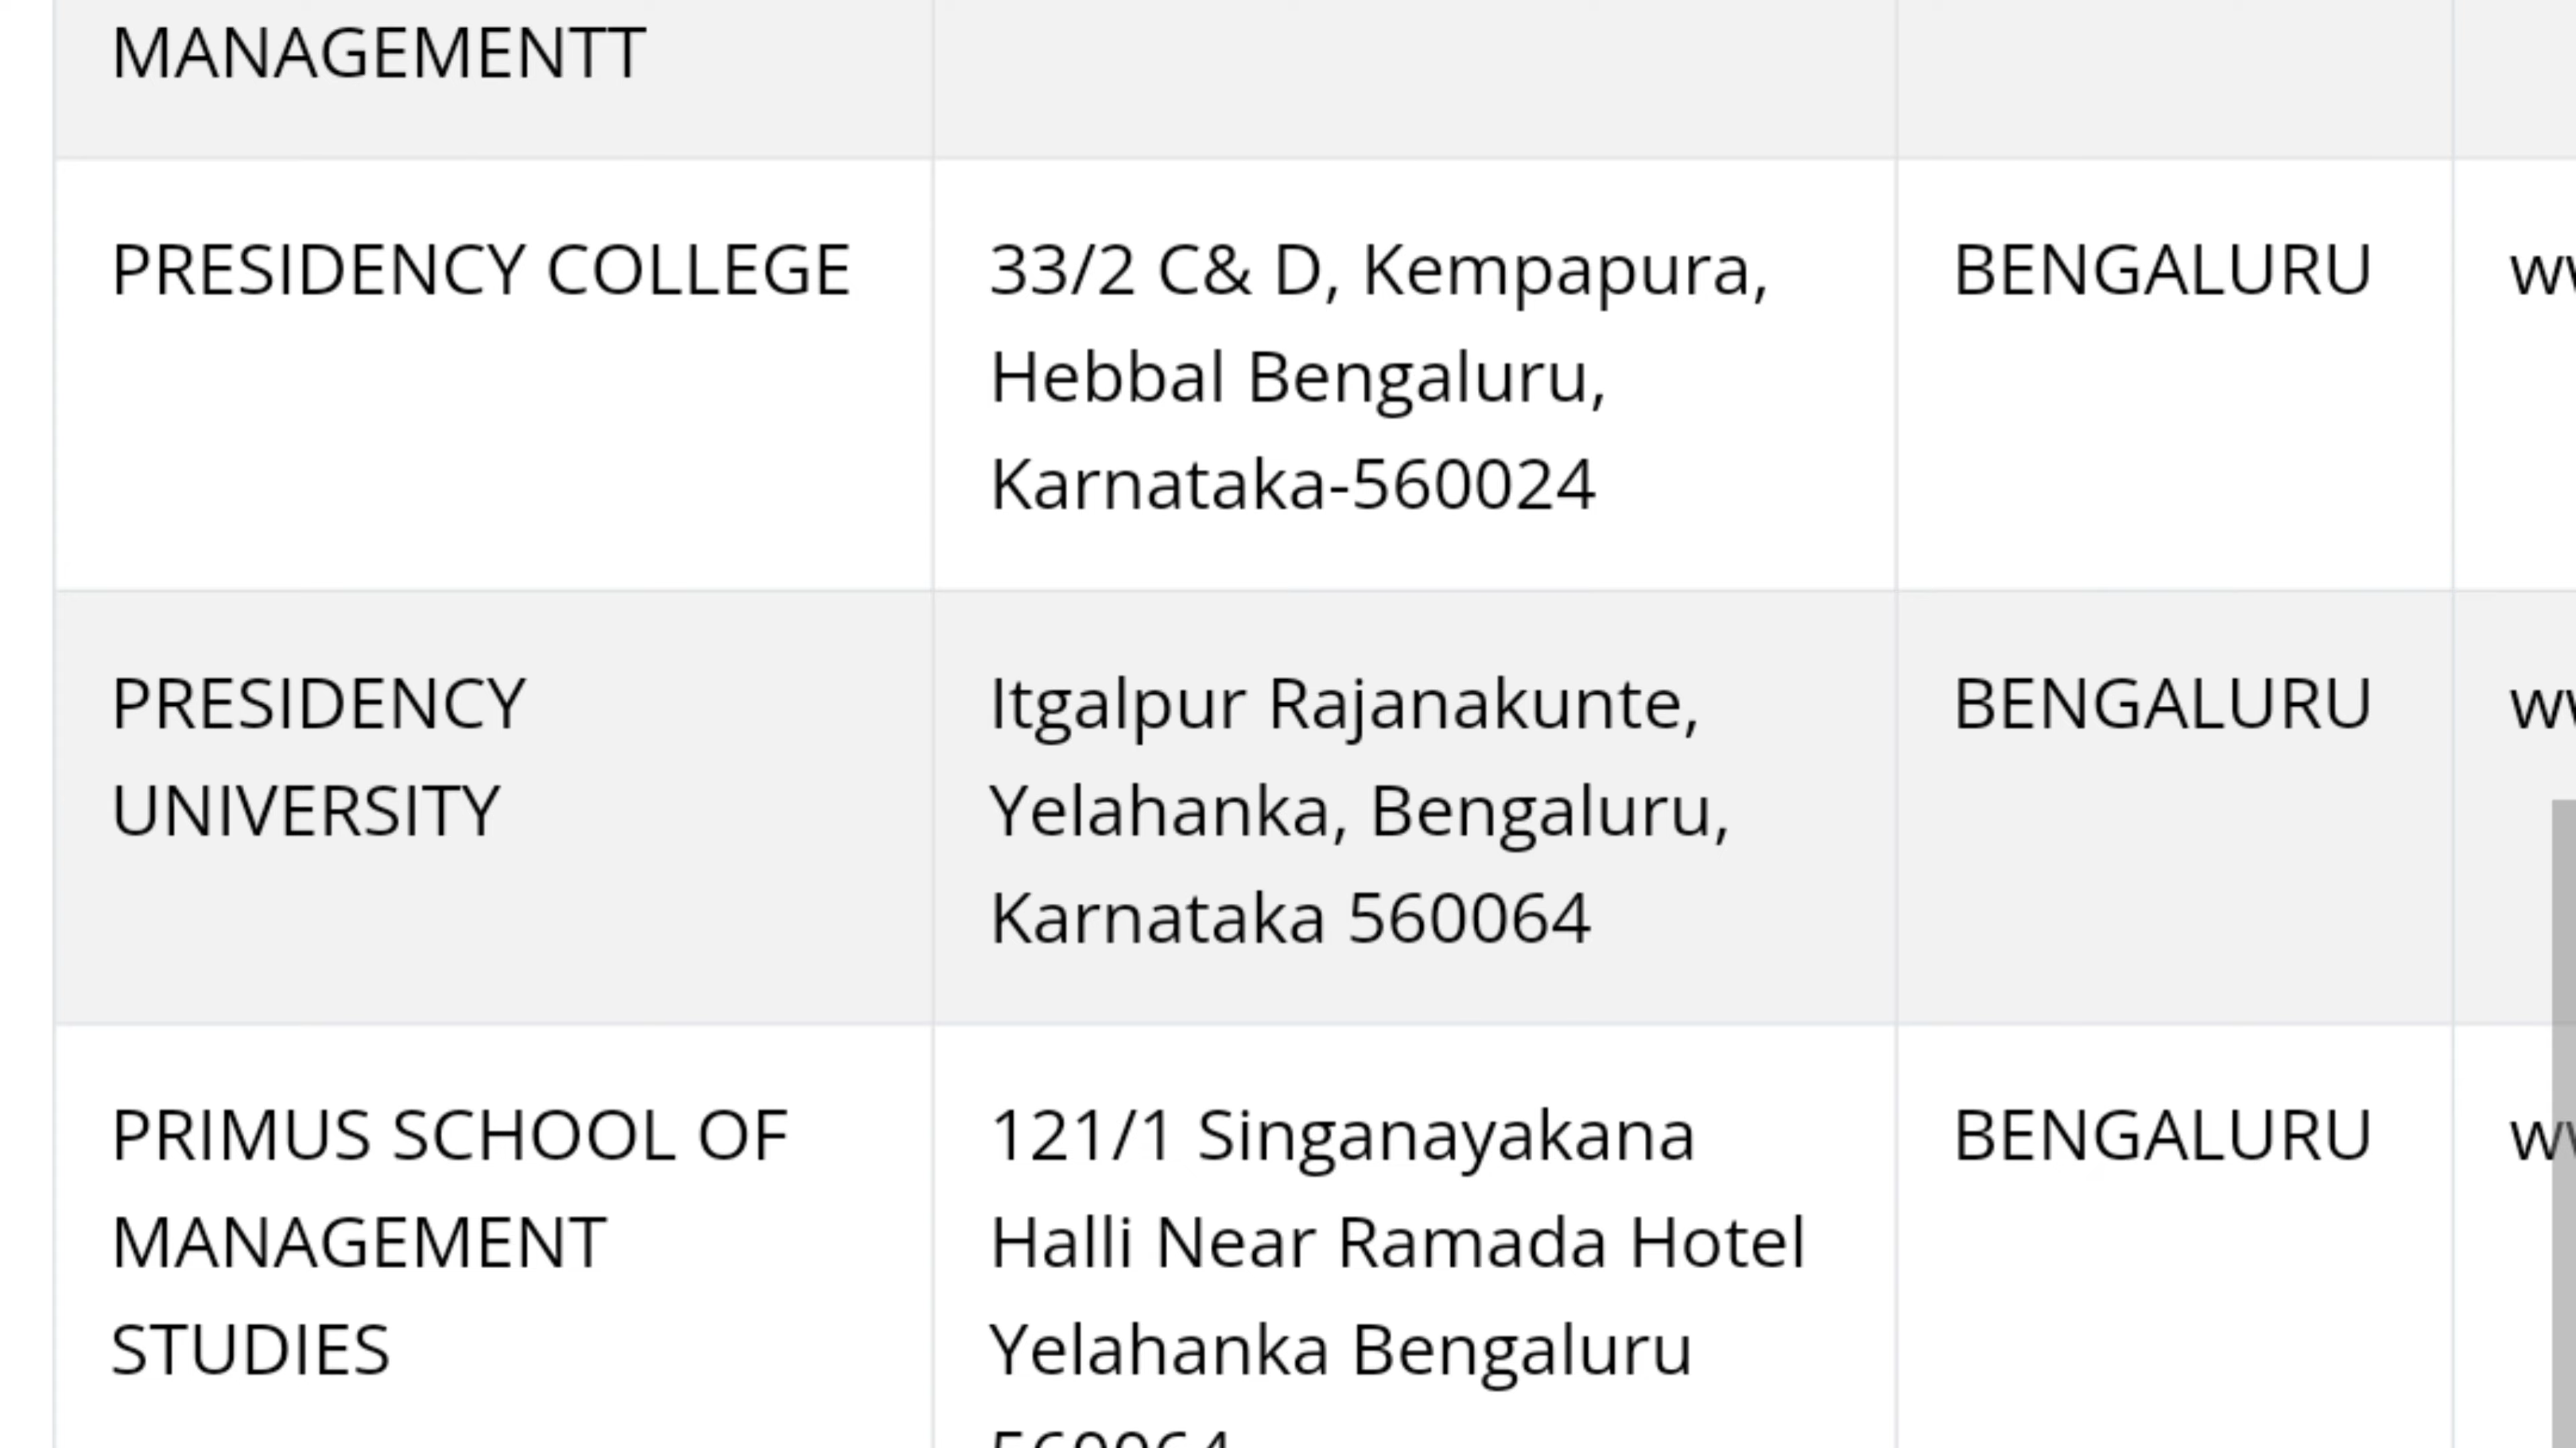 MANAGEMENTT
PRESIDENCY COLLEGE
33/2 C& D, Kempapura,
Hebbal Bengaluru,
Karnataka-560024
BENGALURU
PRESIDENCY
UNIVERSITY
Itgalpur Rajanakunte,
Yelahanka, Bengaluru,
Karnataka 560064
BENGALURU
PRIMUS SCHOOL OF
MANAGEMENT
STUDIES
121/1 Singanayakana
Halli Near Ramada Hotel
Yelahanka Bengaluru
BENGALURU